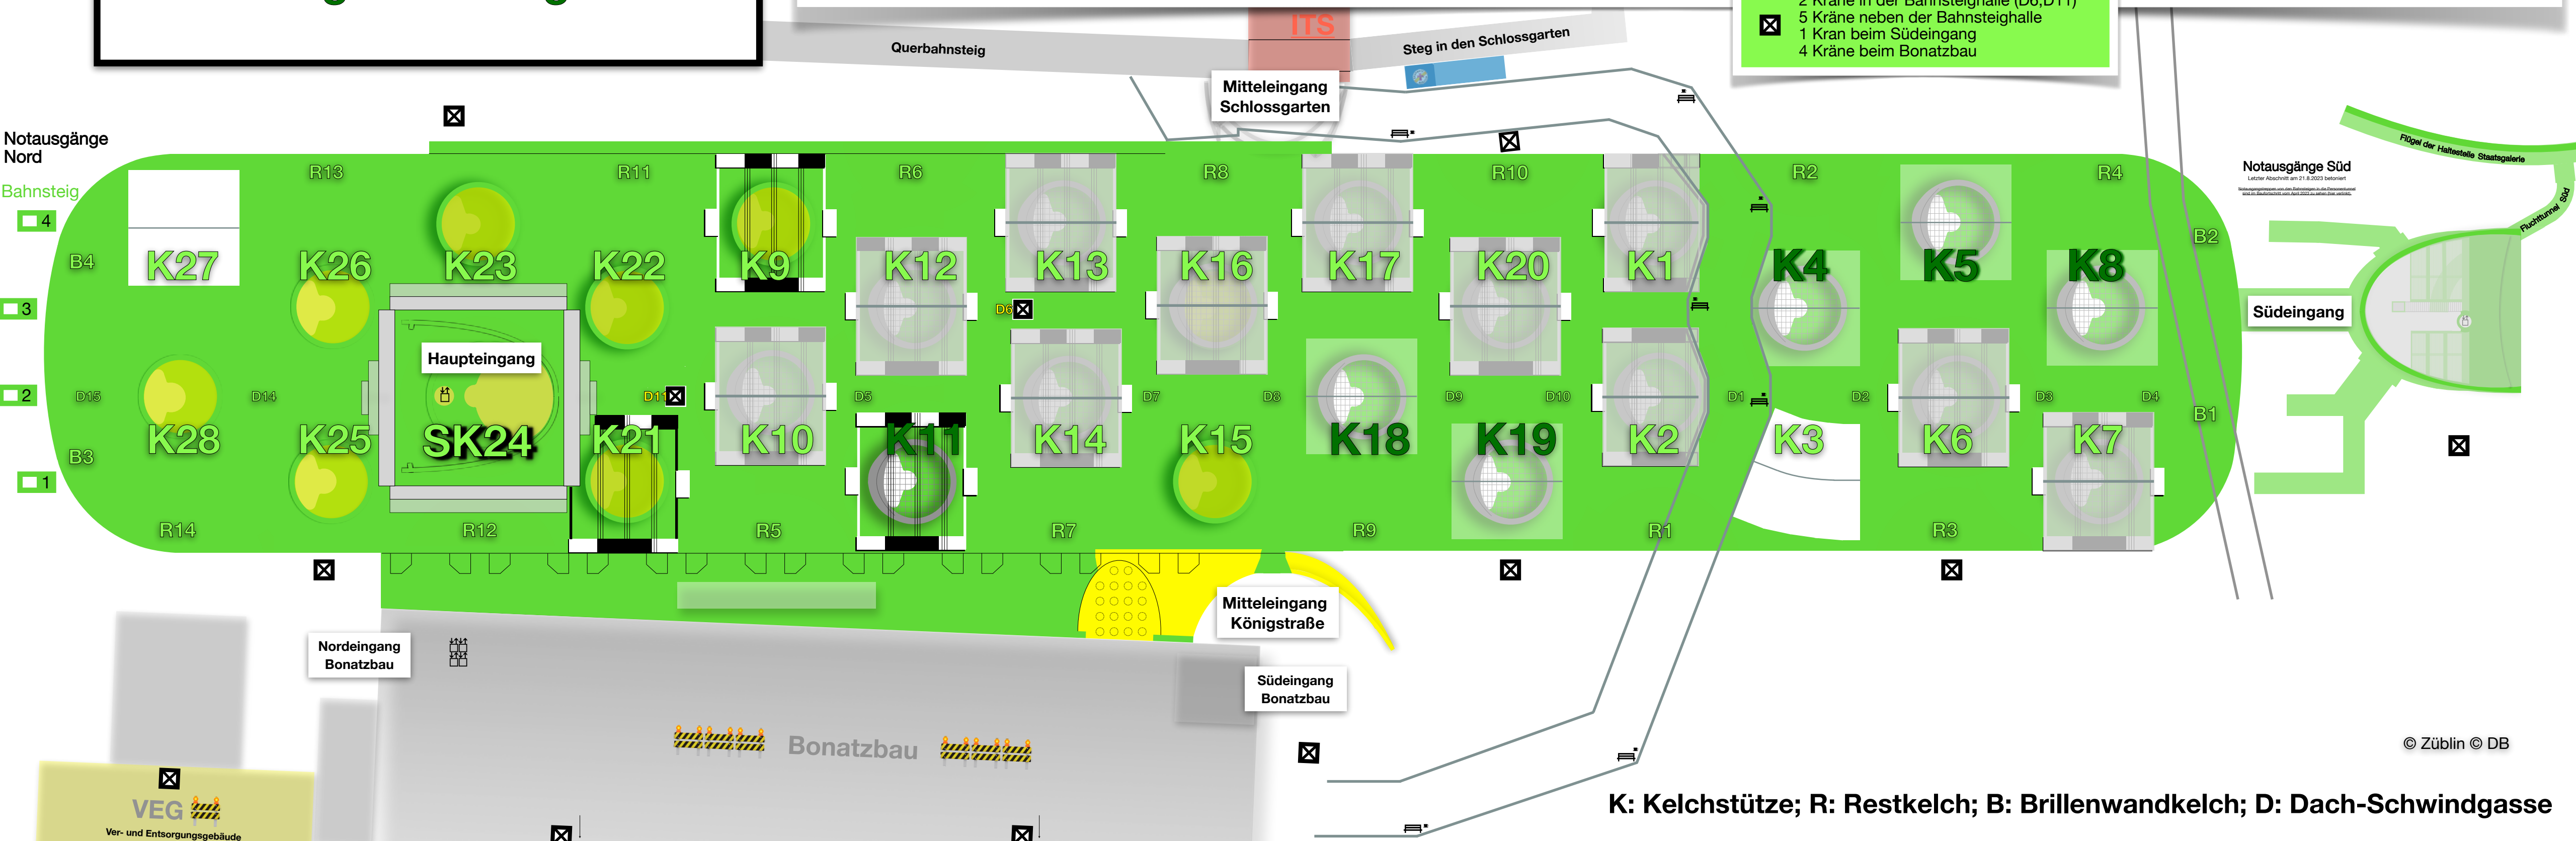 2 Kräne in der Bahnsteighalle (D6,D11)
5 Kräne neben der Bahnsteighalle
1 Kran beim Südeingang
4 Kräne beim Bonatzbau
ITS
Querbahnsteig
Steg in den Schlossgarten
Mitteleingang
Schlossgarten
Notausgänge
Nord
Bahnsteig
4
3
2
1
Flügel der Haltestelle Staatsgalerie
Notausgänge Süd
Letzter Abschnitt am 21.8.2023 betoniert
Fluchttunnel Süd
Südeingang
R13
R11
R6
R8
R10
R2
R4
B4
K27
K26
K23
K22
K9
K12
K13
K16
K17
K20
K1
K4
K5
K8
B2
D6
Haupteingang
D15
D14
D11
D5
D7
D8
D9
D10
D1
D2
D3
D4
B3
K28
K25
SK24
K21
K10
K11
K14
K15
K18
K19
K2
K3
K6
K7
B1
R14
R12
R5
R7
R9
R1
R3
Mitteleingang
Königstraße
Nordeingang
Bonatzbau
Südeingang
Bonatzbau
Bonatzbau
VEG
Ver- und Entsorgungsgebäude
© Züblin © DB
K: Kelchstütze; R: Restkelch; B: Brillenwandkelch; D: Dach-Schwindgasse